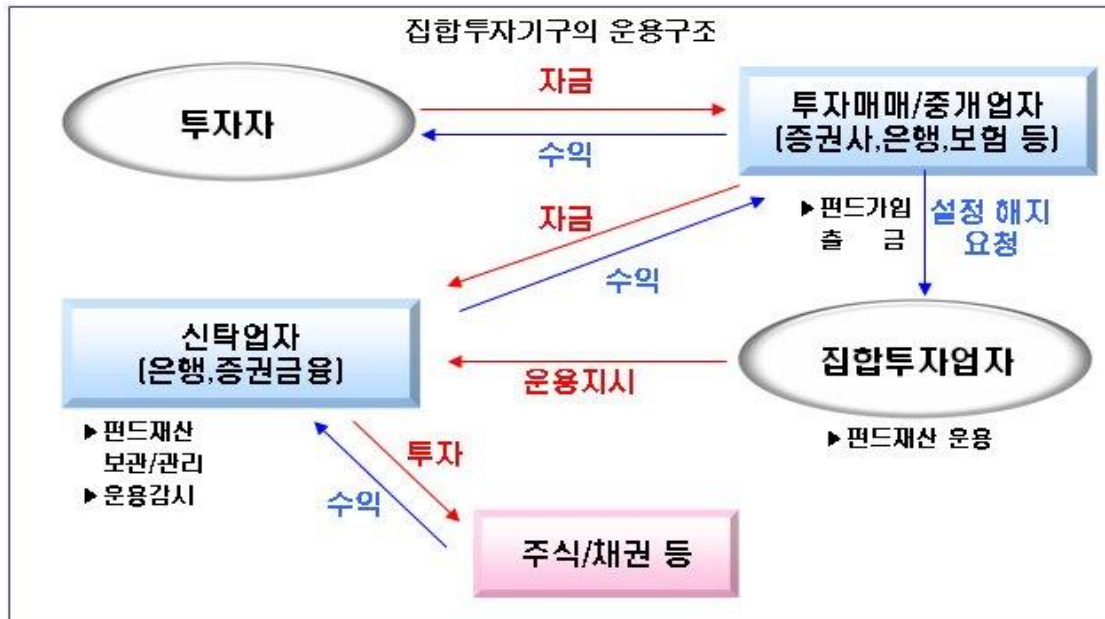 집합투자기구의 운용구조
투자자
자금
수익
투자매매/중개업자
(증권사,은행,보험 등)
자금
수익
▶펀드가입
출 금
설정 해지
요청
신탁업자
(은행,증권금융)
운용지시
집합투자업자
▶펀드재산
보관/관리
▶운용감시
투자
수익
▶펀드재산 운용
주식/채권 등